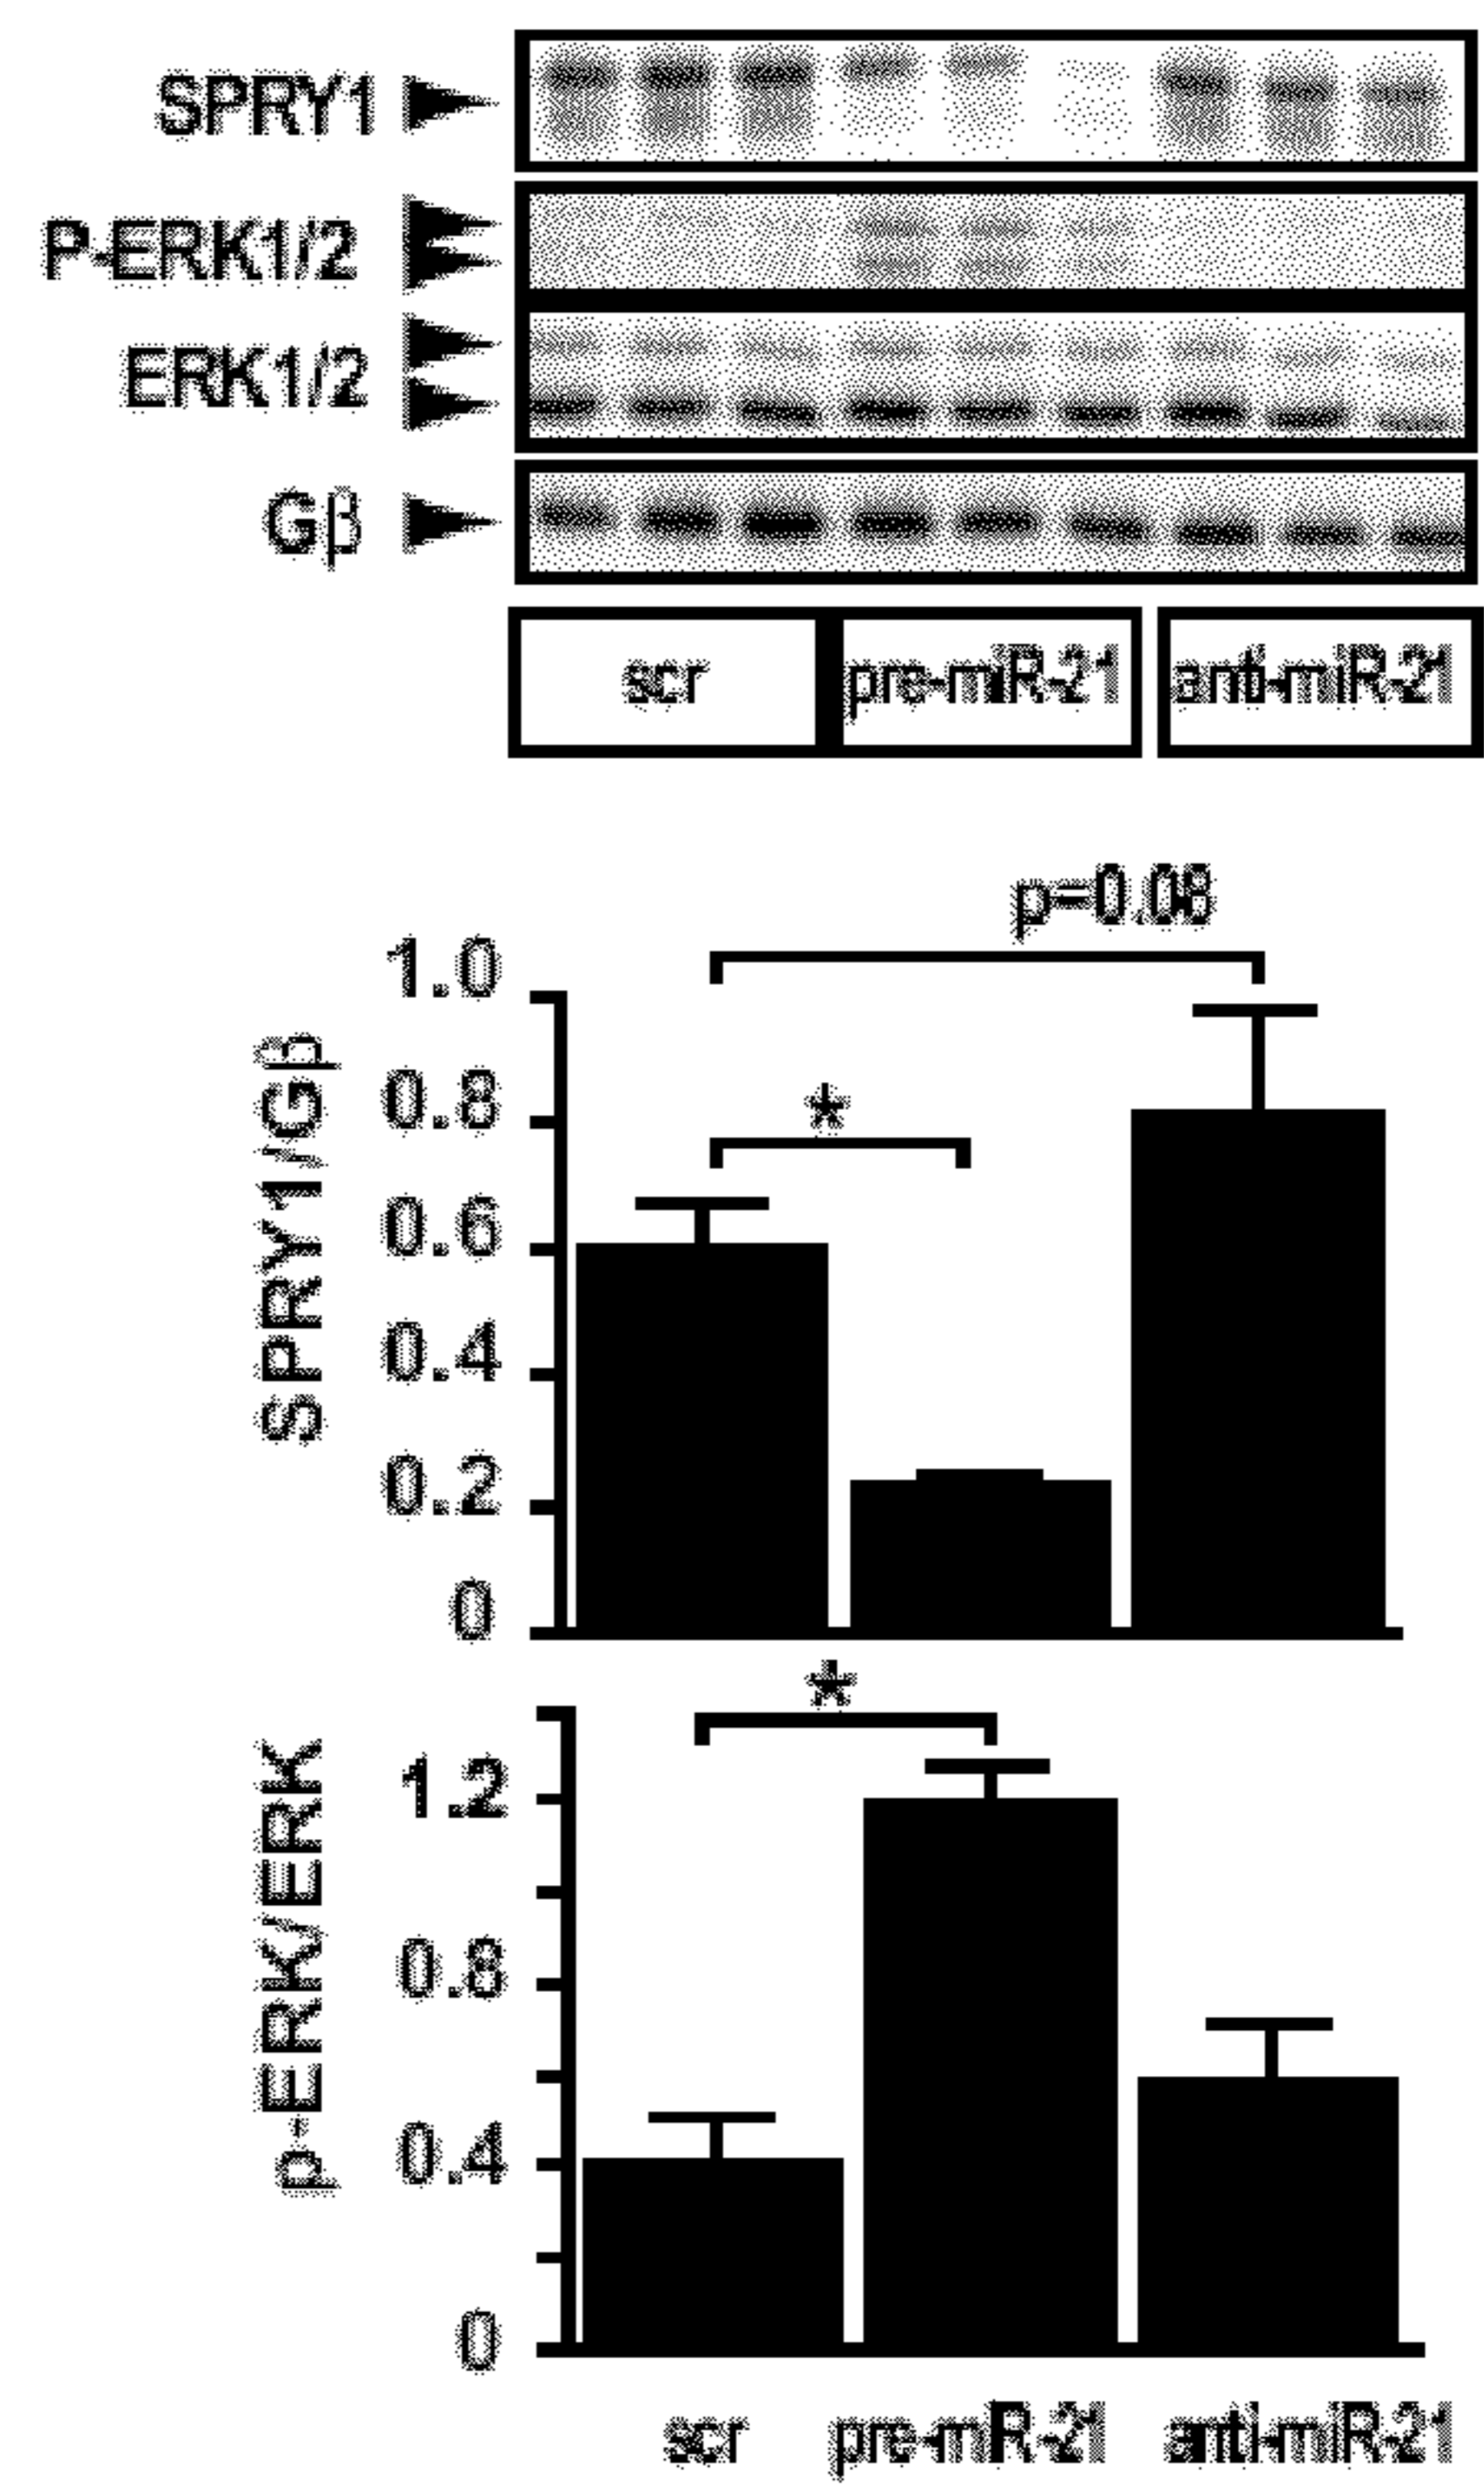 SPRY1
P-ERK1/2
ERK1/2
Gβ
scr pre-miR-21 anti-miR-21
p=0.08
1.0
0.8
0.6
0.4
0.2
0
SPRY1/Gβ
*
*
1.2
0.8
0.4
0
p-ERK/ERK
scr pre-miR-21 anti-miR-21